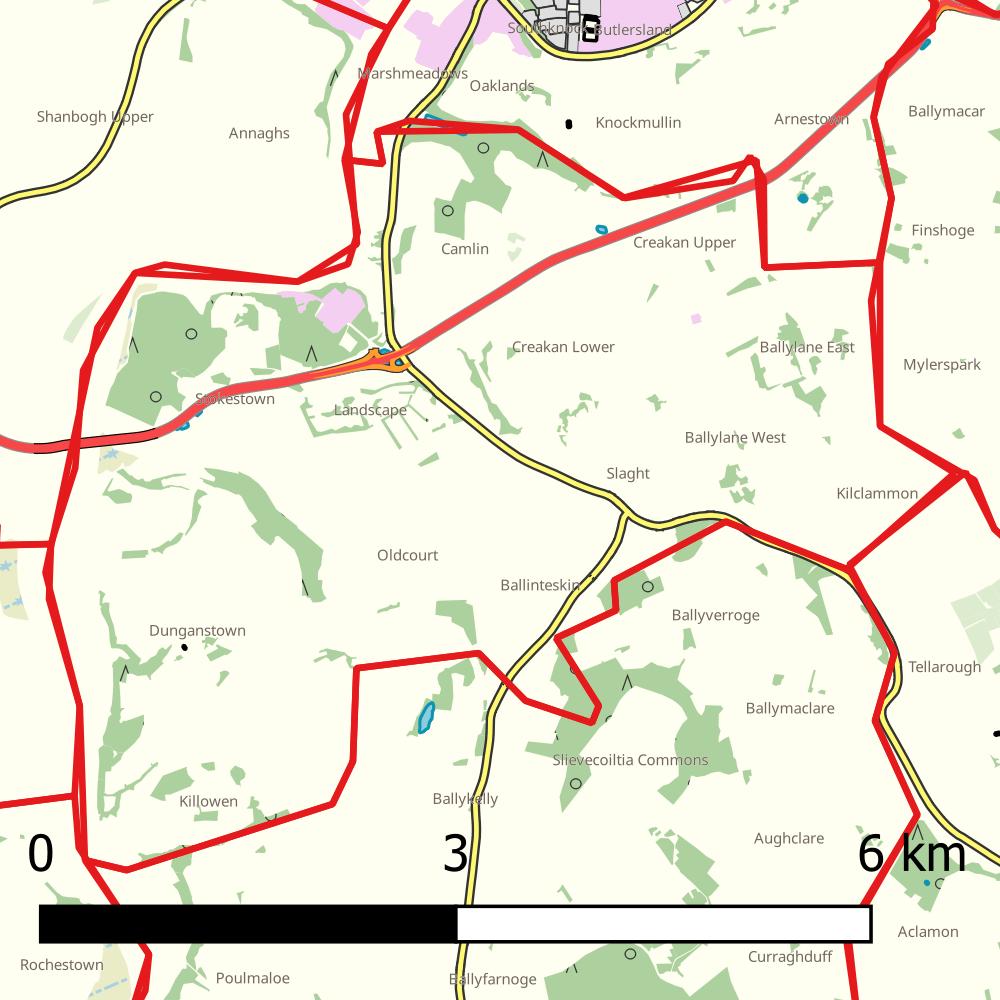 Southknock
Butlersland
Marshmeadows
Oaklands
Shanbogh Upper
Annaghs
Knockmullin
Arnestown
Ballymacar
Camlin
Creakan Upper
Finshoge
Creakan Lower
Ballylane East
Mylerspark
Stokestown
Landscape
Ballylane West
Slaght
Kilclammon
Oldcourt
Ballinteskin
Ballyverroge
Dunganstown
Tellarough
Ballymaclare
Slievecoiltia Commons
Killowen
Ballykelly
Aughclare
0 3 6 km
Aclamon
Rochestown
Poulmaloe
Ballyfarnoge
Curraghduff